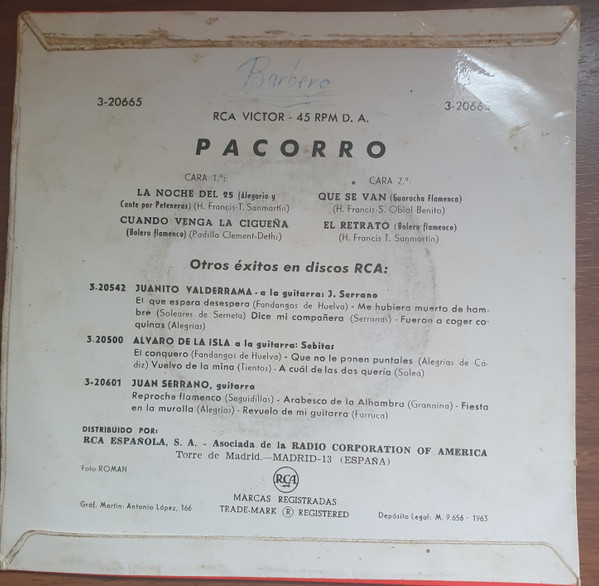 Barbero
3-20665
3-2066
RCA VICTOR - 45 RPM D. A.
PACORRO
CARA 1.ª:
LA NOCHE DEL 25 (Alegoría y
Cante por Peteneras) (H. Francis-T. Sanmartín)
CUANDO VENGA LA CIGUEÑA
(Bolero flamenco) (Padilla Clement-Dethi)
CARA 2.ª:
QUE SE VAN (Guaracha Flamenca)
(H. Francis-S. Obiol Benito)
EL RETRATO (Bolero flamenco)
(H. Francis T. Sanmartín)
Otros éxitos en discos RCA:
3-20542 JUANITO VALDERRAMA - a la guitarra: J. Serrano
El que espera desespera (Fandangos de Huelva) - Me hubiera muerto de ham-
bre (Soleares de Serneta) Dice mi compañera (Serranas) - Fueron a coger co-
quinas (Alegrías)
3-20500 ALVARO DE LA ISLA a la guitarra: Sebitas
El conquero (Fandangos de Huelva) - Que no le ponen puntales (Alegrías de Cá-
diz) Vuelvo de la mina (Tientos) - A cuál de las dos quería (Soleá)
3-20601 JUAN SERRANO, guitarra
Reproche flamenco (Seguidillas) - Arabesco de la Alhambra (Granaina) - Fiesta
en la muralla (Alegrías) - Revuelo de mi guitarra (Farruca)
DISTRIBUIDO POR:
RCA ESPAÑOLA, S. A. - Asociada de la RADIO CORPORATION OF AMERICA
Torre de Madrid.—MADRID-13 (ESPAÑA)
Foto ROMAN
RCA
MARCAS REGISTRADAS
TRADE-MARK ® REGISTERED
Gráf. Martín: Antonio López, 166
Depósito Legal: M. 9.656 - 1963